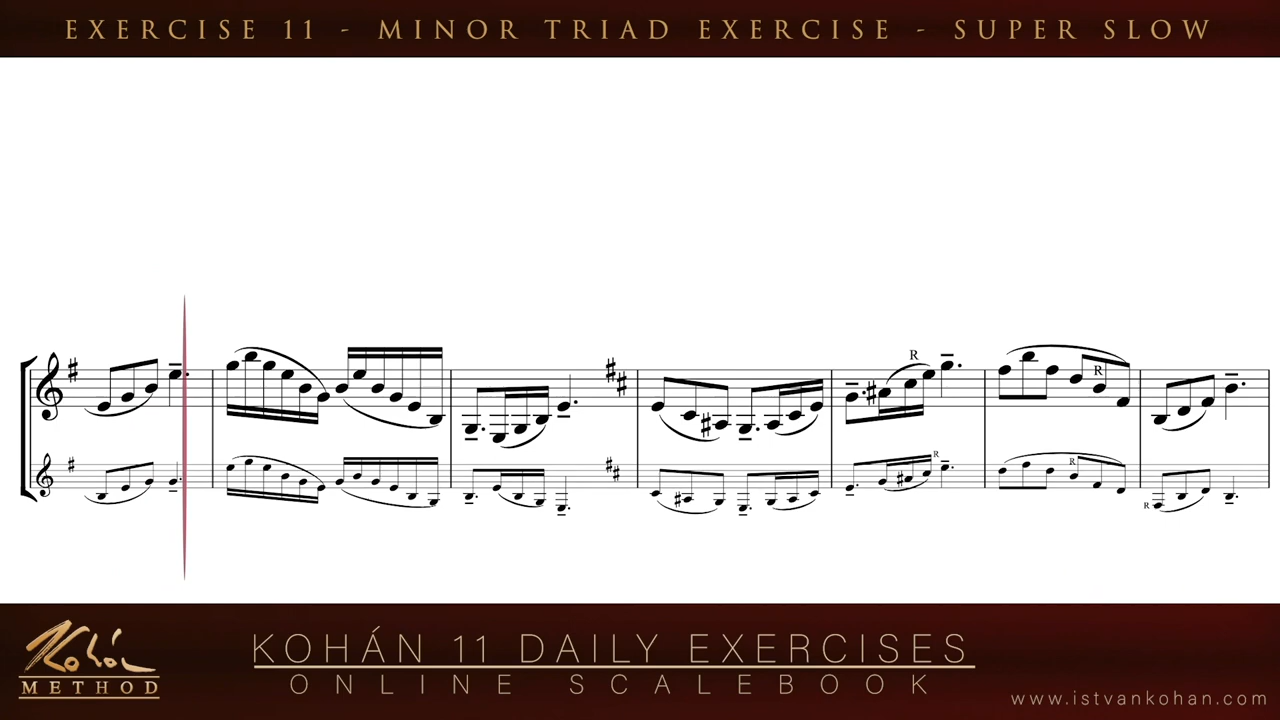 EXERCISE 11 - MINOR TRIAD EXERCISE - SUPER SLOW
R
R
R
R
R
Kohán
METHOD
KOHÁN 11 DAILY EXERCISES
ONLINE SCALEBOOK
www.istvankohan.com